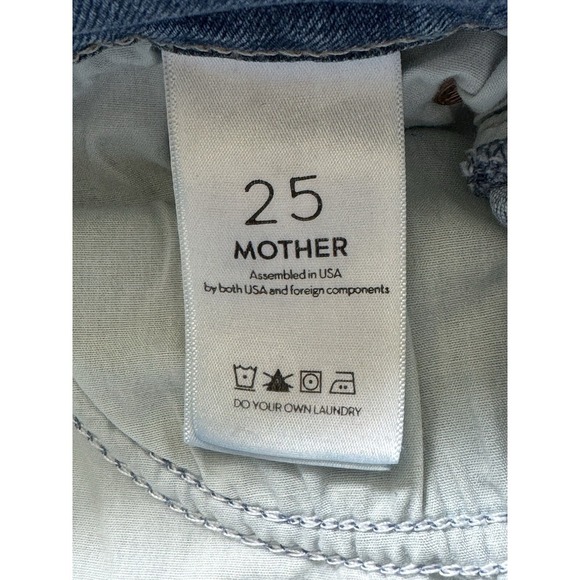 25
MOTHER
Assembled in USA
by both USA and foreign components
DO YOUR OWN LAUNDRY